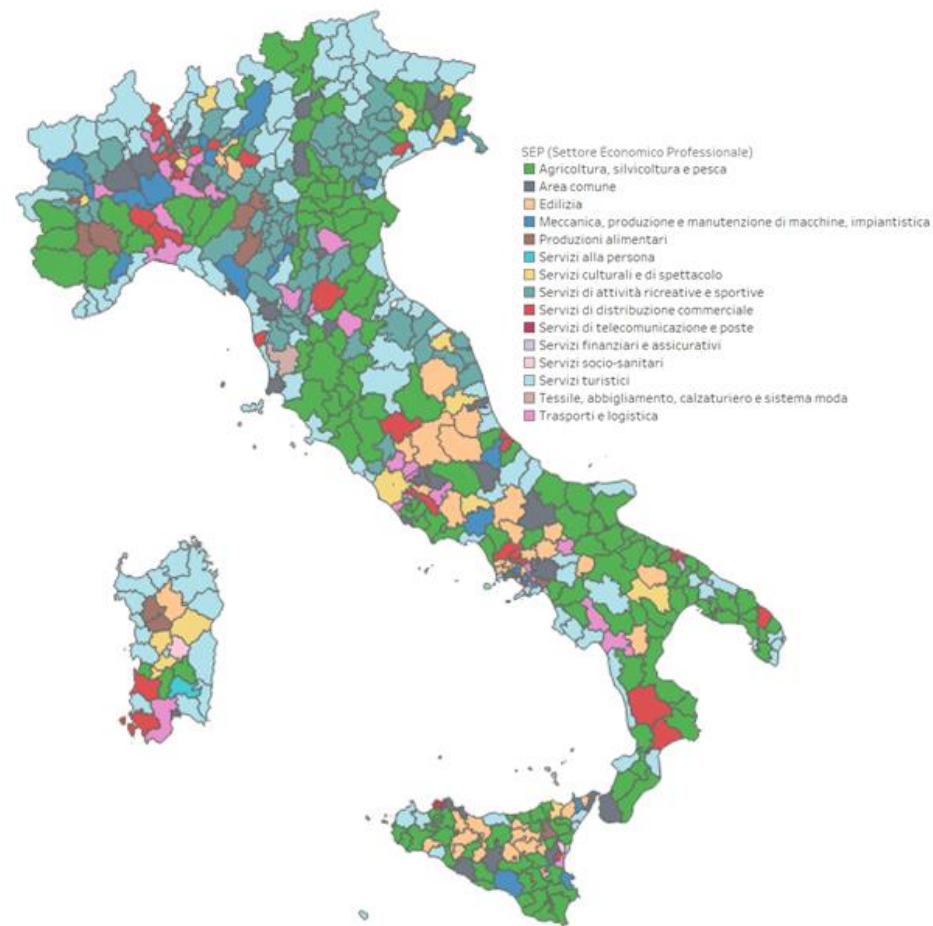 SEP (Settore Economico Professionale)
Agricoltura, silvicoltura e pesca
Area comune
Edilizia
Meccanica, produzione e manutenzione di macchine, impiantistica
Produzioni alimentari
Servizi alla persona
Servizi culturali e di spettacolo
Servizi di attività ricreative e sportive
Servizi di distribuzione commerciale
Servizi di telecomunicazione e poste
Servizi finanziari e assicurativi
Servizi socio-sanitari
Servizi turistici
Tessile, abbigliamento, calzaturiero e sistema moda
Trasporti e logistica